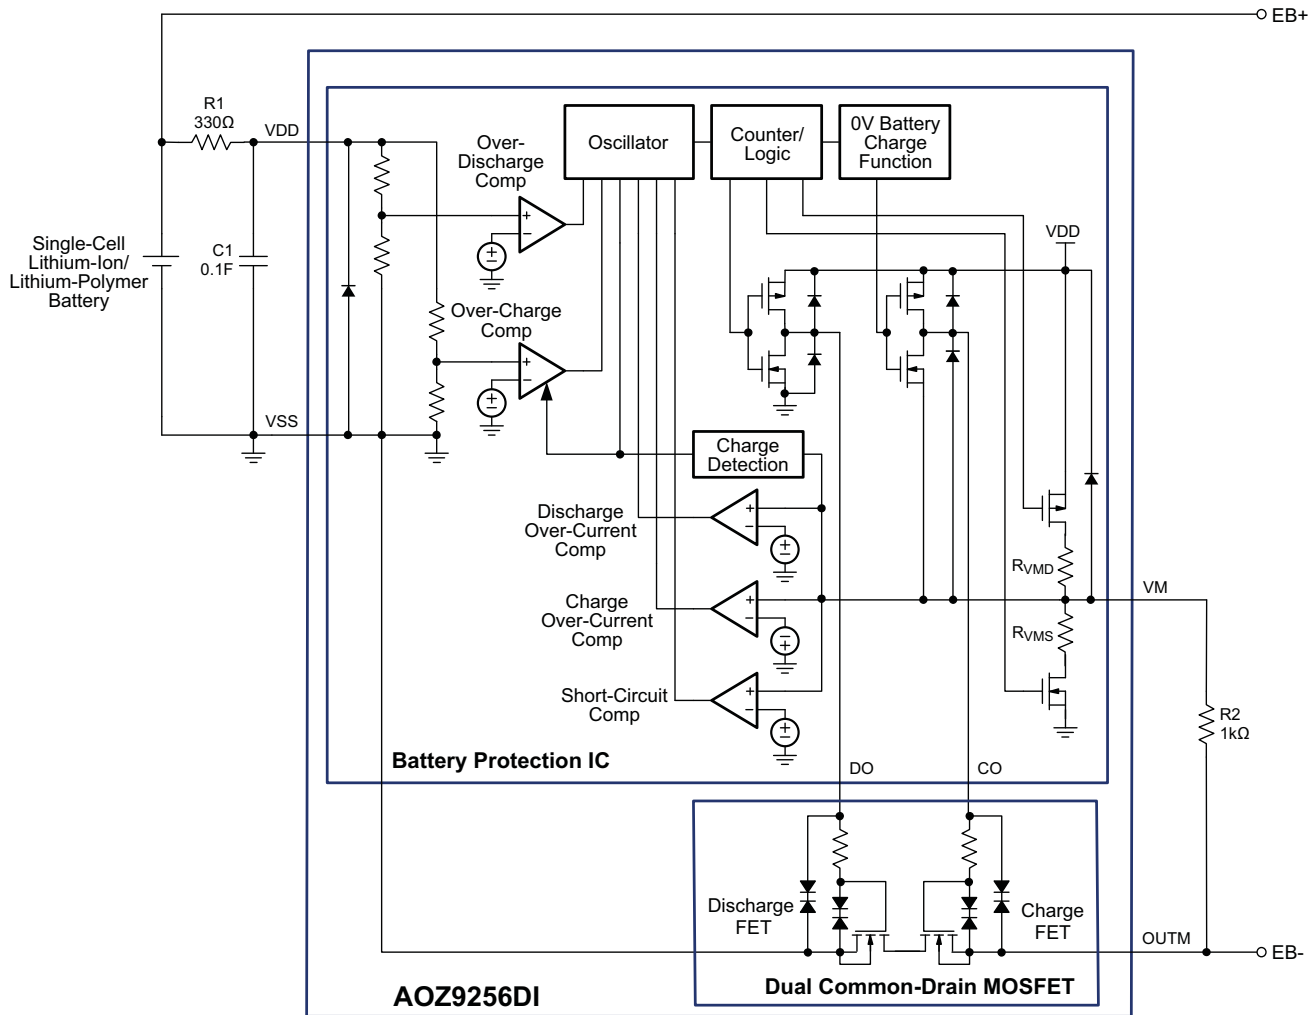 EB+
R1
330Ω
VDD
Over-
Discharge
Comp
Oscillator
Counter/
Logic
0V Battery
Charge
Function
+
−
+
−
VDD
Single-Cell
Lithium-Ion/
Lithium-Polymer
Battery
C1
0.1F
Over-Charge
Comp
+
−
+
−
VSS
Charge
Detection
Discharge
Over-Current
Comp
+
−
+
−
RVMD
VM
Charge
Over-Current
Comp
+
−
−
+
RVMS
Short-Circuit
Comp
+
−
+
−
R2
1kΩ
Battery Protection IC
DO
CO
Discharge
FET
Charge
FET
OUTM
EB-
Dual Common-Drain MOSFET
AOZ9256DI